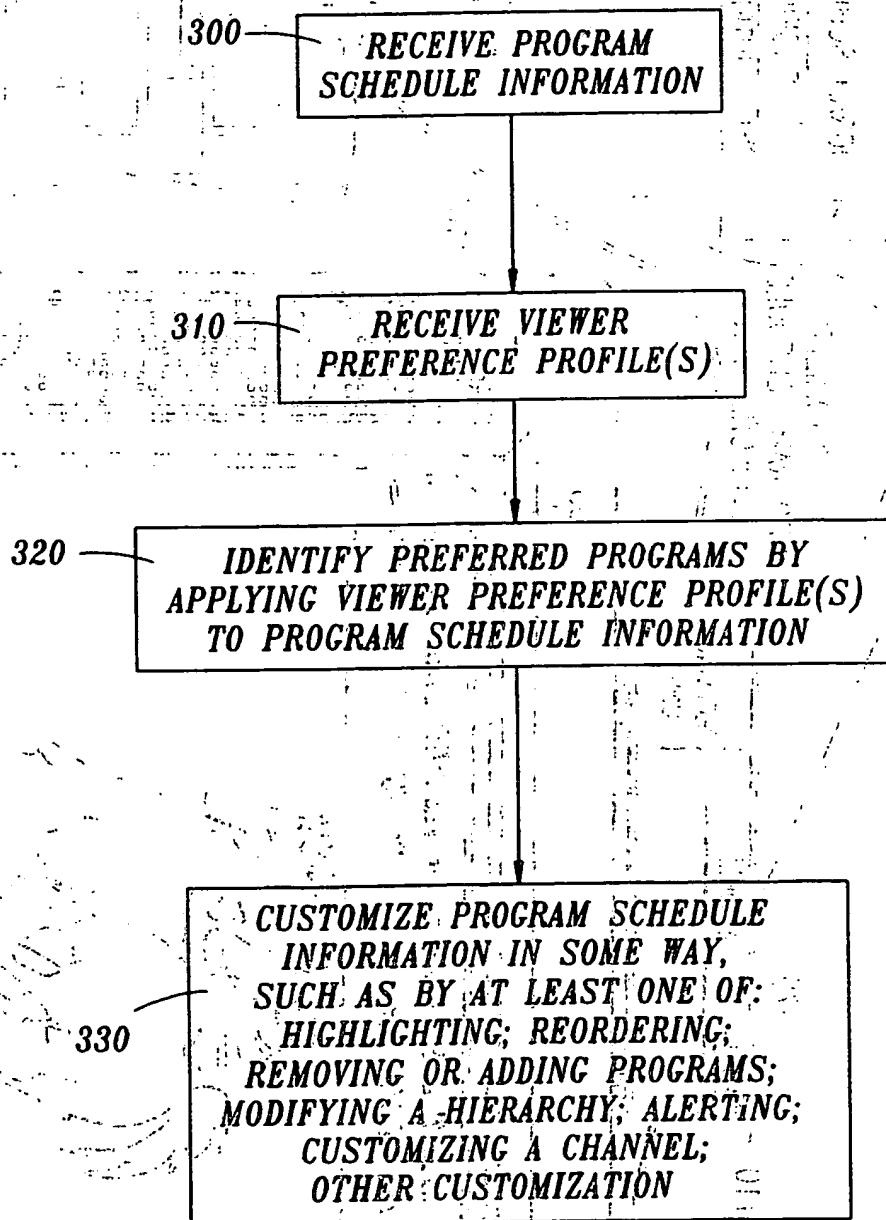 300
RECEIVE PROGRAM
SCHEDULE INFORMATION
310
RECEIVE VIEWER
PREFERENCE PROFILE(S)
320
IDENTIFY PREFERRED PROGRAMS BY
APPLYING VIEWER PREFERENCE PROFILE(S)
TO PROGRAM SCHEDULE INFORMATION
330
CUSTOMIZE PROGRAM SCHEDULE
INFORMATION IN SOME WAY,
SUCH AS BY AT LEAST ONE OF:
HIGHLIGHTING; REORDERING;
REMOVING OR ADDING PROGRAMS;
MODIFYING A HIERARCHY; ALERTING;
CUSTOMIZING A CHANNEL;
OTHER CUSTOMIZATION